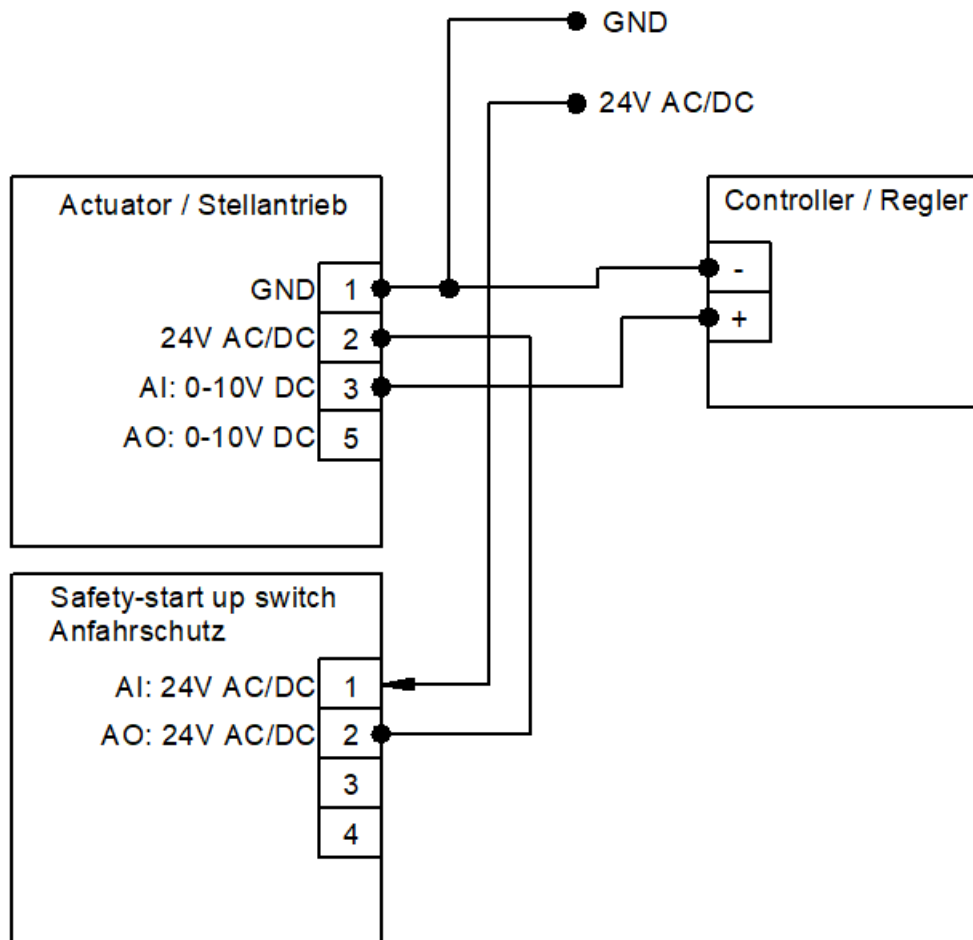 GND
24V AC/DC
Actuator / Stellantrieb
Controller / Regler
GND 1
-
24V AC/DC 2
+
AI: 0-10V DC 3
AO: 0-10V DC 5
Safety-start up switch
Anfahrschutz
AI: 24V AC/DC 1
AO: 24V AC/DC 2
3
4